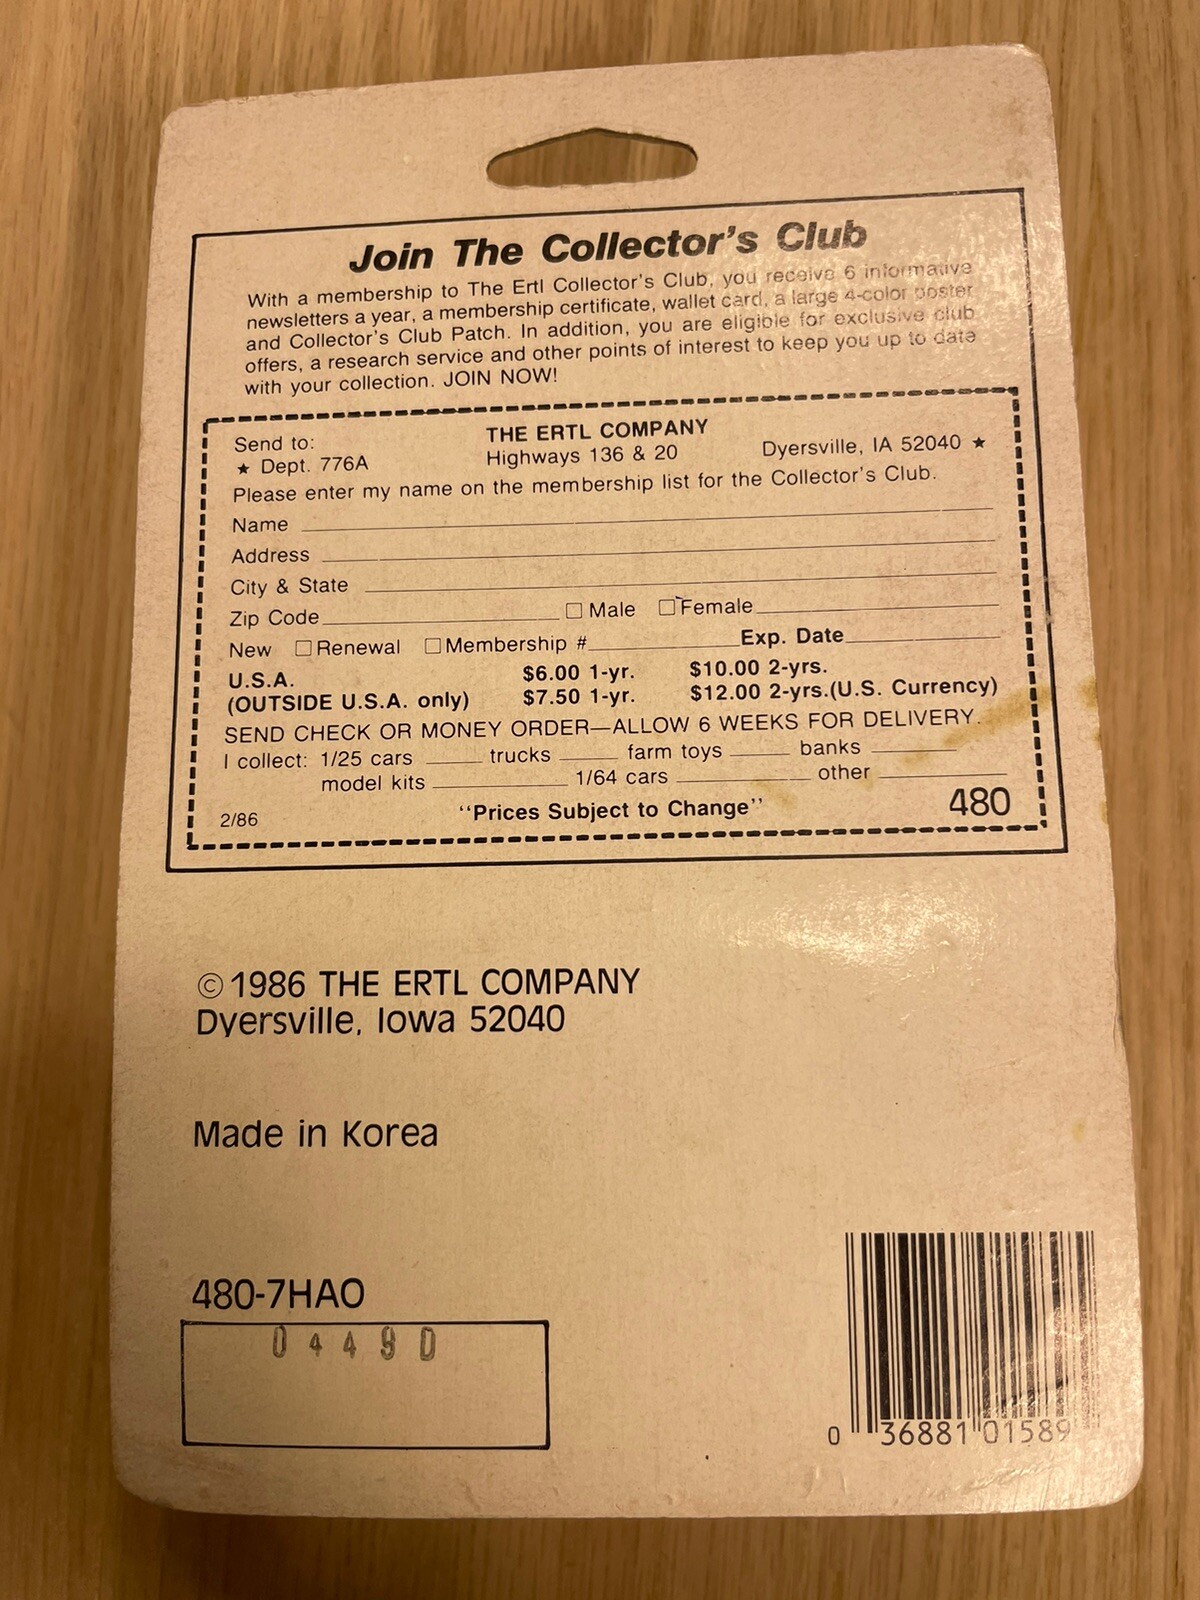 Join The Collector's Club
With a membership to The Ertl Collector's Club, you receive 6 informative
newsletters a year, a membership certificate, wallet card, a large 4-color poster
and Collector's Club Patch. In addition, you are eligible for exclusive club
offers, a research service and other points of interest to keep you up to date
with your collection. JOIN NOW!
Send to: THE ERTL COMPANY
★ Dept. 776A Highways 136 & 20 Dyersville, IA 52040 ★
Please enter my name on the membership list for the Collector's Club.
Name
Address
City & State
Zip Code □ Male □ Female
New □ Renewal □ Membership # Exp. Date
U.S.A. $6.00 1-yr. $10.00 2-yrs.
(OUTSIDE U.S.A. only) $7.50 1-yr. $12.00 2-yrs.(U.S. Currency)
SEND CHECK OR MONEY ORDER—ALLOW 6 WEEKS FOR DELIVERY.
I collect: 1/25 cars trucks farm toys banks
model kits 1/64 cars other
2/86 "Prices Subject to Change" 480
© 1986 THE ERTL COMPANY
Dyersville, Iowa 52040
Made in Korea
480-7HAO
0449D
0 36881 01589